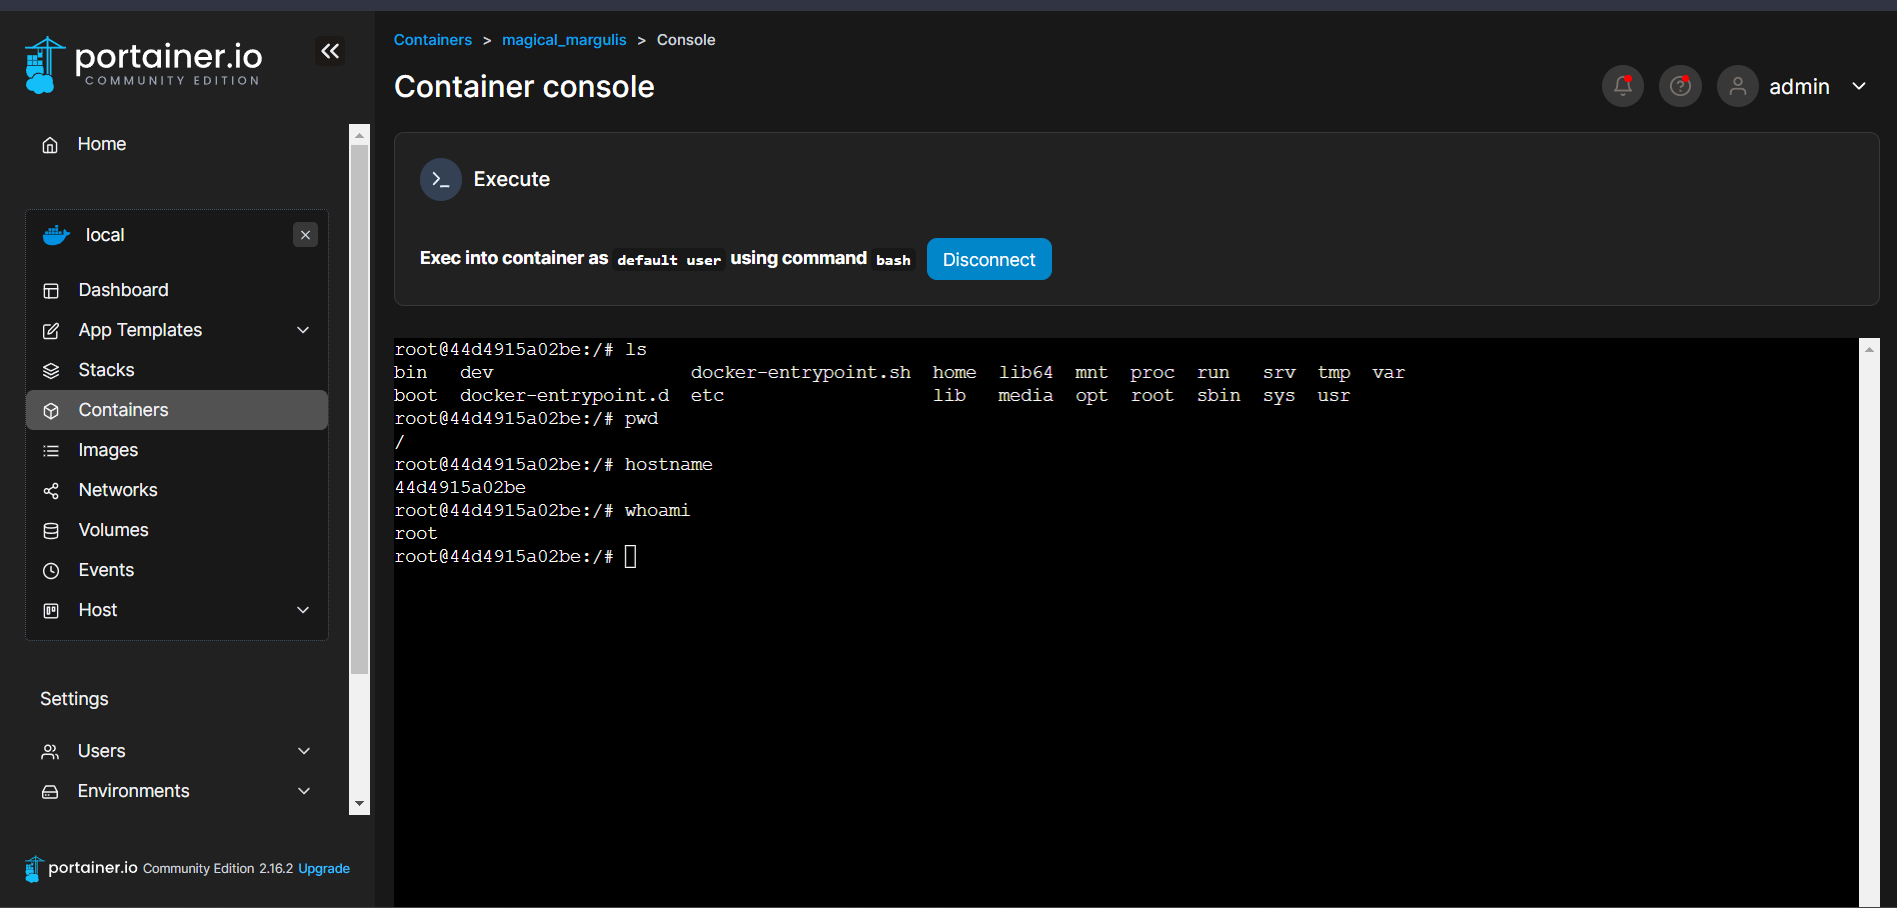 portainer.io
COMMUNITY EDITION
Home
local
Dashboard
App Templates
Stacks
Containers
Images
Networks
Volumes
Events
Host
Settings
Users
Environments
portainer.io Community Edition 2.16.2 Upgrade
Containers > magical_margulis > Console
Container console
admin
Execute
Exec into container as default user using command bash Disconnect
root@44d4915a02be:/# ls
bin   dev                  docker-entrypoint.sh  home  lib64  mnt  proc  run   srv  tmp  var
boot  docker-entrypoint.d  etc                   lib   media  opt  root  sbin  sys  usr
root@44d4915a02be:/# pwd
/
root@44d4915a02be:/# hostname
44d4915a02be
root@44d4915a02be:/# whoami
root
root@44d4915a02be:/#